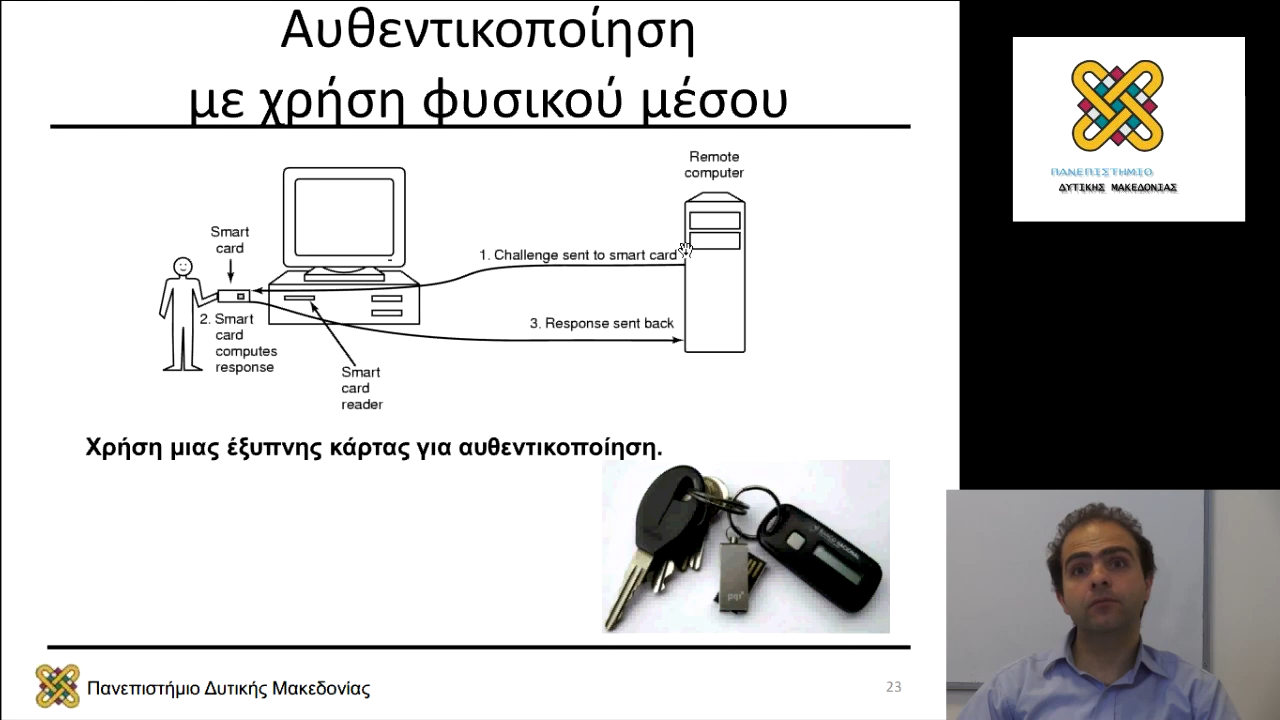 Αυθεντικοποίηση
με χρήση φυσικού μέσου
Remote
computer
Smart
card
1. Challenge sent to smart card
2. Smart
card
computes
response
3. Response sent back
Smart
card
reader
Χρήση μιας έξυπνης κάρτας για αυθεντικοποίηση.
pqi
Πανεπιστήμιο Δυτικής Μακεδονίας
23
ΠΑΝΕΠΙΣΤΗΜΙΟ
ΔΥΤΙΚΗΣ ΜΑΚΕΔΟΝΙΑΣ